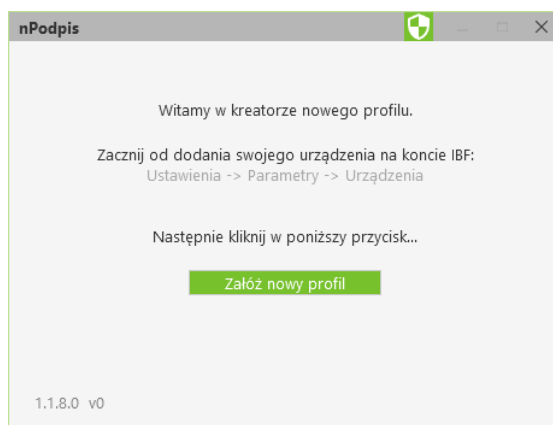 nPodpis
Witamy w kreatorze nowego profilu.
Zacznij od dodania swojego urządzenia na koncie IBF:
Ustawienia -> Parametry -> Urządzenia
Następnie kliknij w poniższy przycisk...
Załóż nowy profil
1.1.8.0 v0